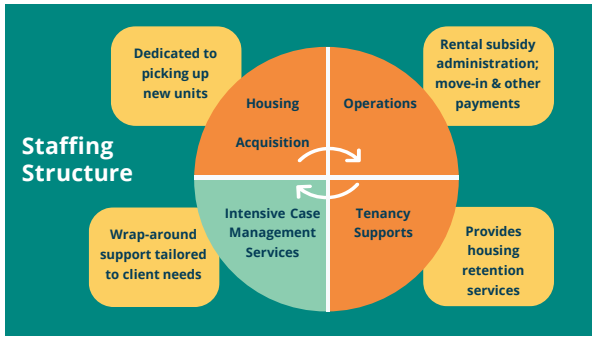 Staffing
Structure
Dedicated to
picking up
new units
Housing
Acquisition
Operations
Rental subsidy
administration;
move-in & other
payments
Wrap-around
support tailored
to client needs
Intensive Case
Management
Services
Tenancy
Supports
Provides
housing
retention
services